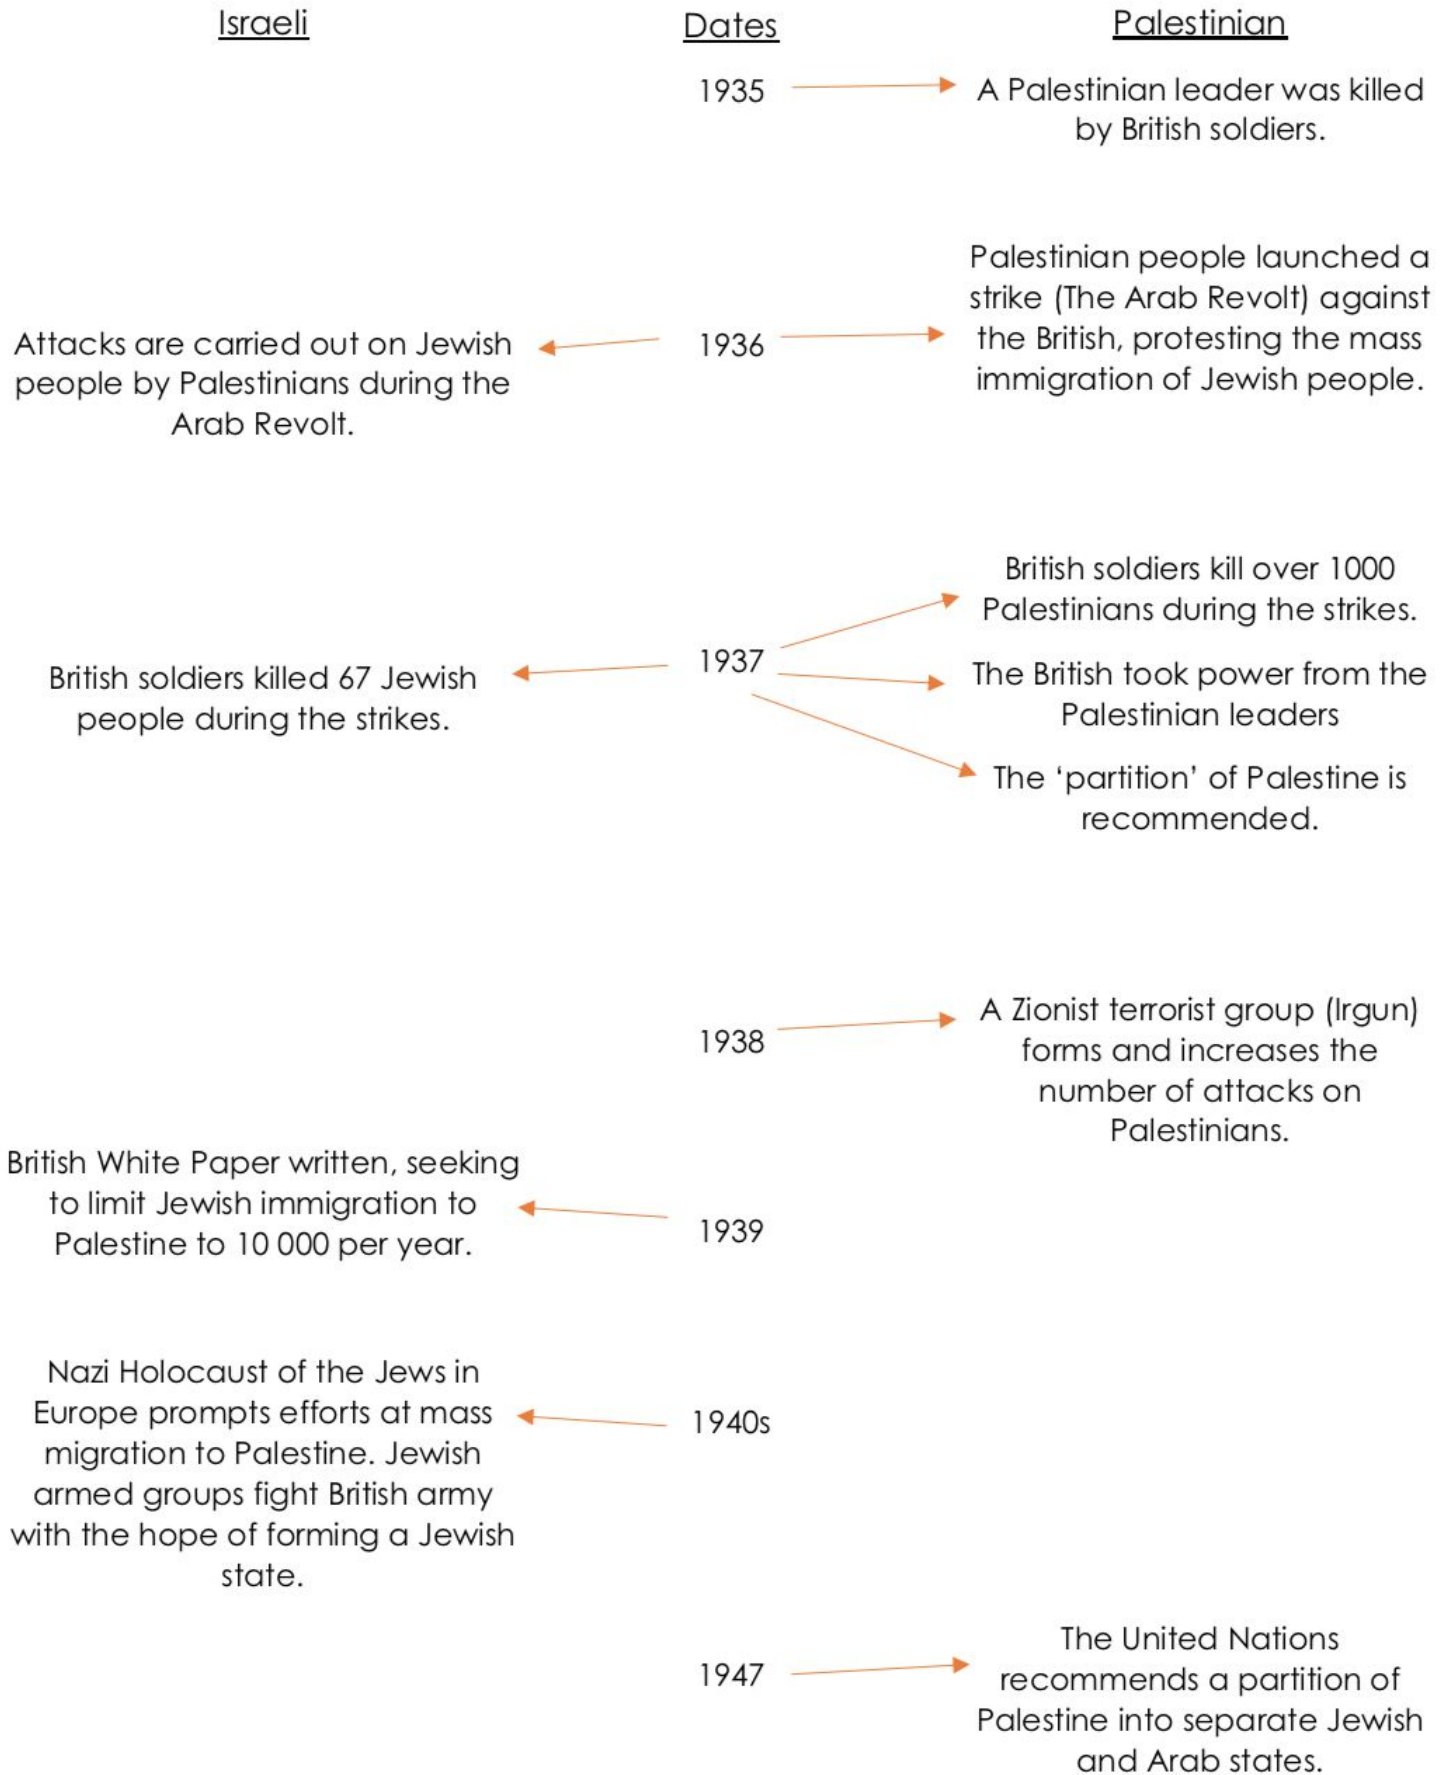 Israeli
Dates
Palestinian
1935
A Palestinian leader was killed
by British soldiers.
Attacks are carried out on Jewish
people by Palestinians during the
Arab Revolt.
1936
Palestinian people launched a
strike (The Arab Revolt) against
the British, protesting the mass
immigration of Jewish people.
British soldiers killed 67 Jewish
people during the strikes.
1937
British soldiers kill over 1000
Palestinians during the strikes.
The British took power from the
Palestinian leaders
The ‘partition’ of Palestine is
recommended.
1938
A Zionist terrorist group (Irgun)
forms and increases the
number of attacks on
Palestinians.
British White Paper written, seeking
to limit Jewish immigration to
Palestine to 10 000 per year.
1939
Nazi Holocaust of the Jews in
Europe prompts efforts at mass
migration to Palestine. Jewish
armed groups fight British army
with the hope of forming a Jewish
state.
1940s
1947
The United Nations
recommends a partition of
Palestine into separate Jewish
and Arab states.